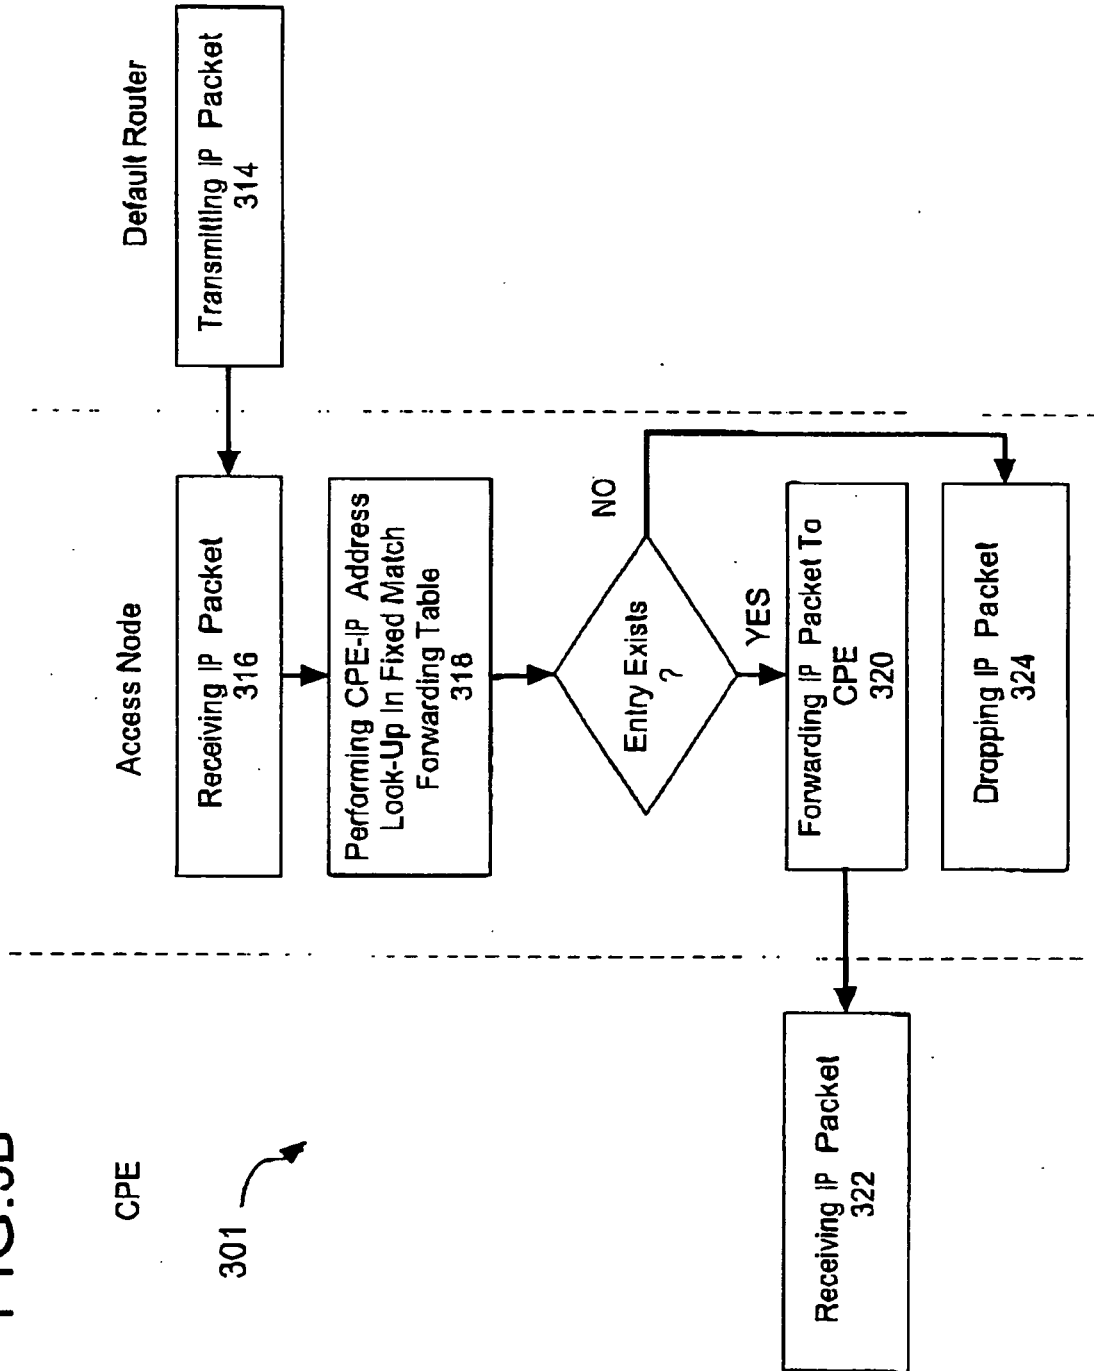 FIG.3B
CPE
Access Node
Default Router
301
Transmitting IP Packet
314
Receiving IP Packet
316
Performing CPE-IP Address
Look-Up In Fixed Match
Forwarding Table
318
Entry Exists
?
NO
YES
Forwarding IP Packet To
CPE
320
Receiving IP Packet
322
Dropping IP Packet
324